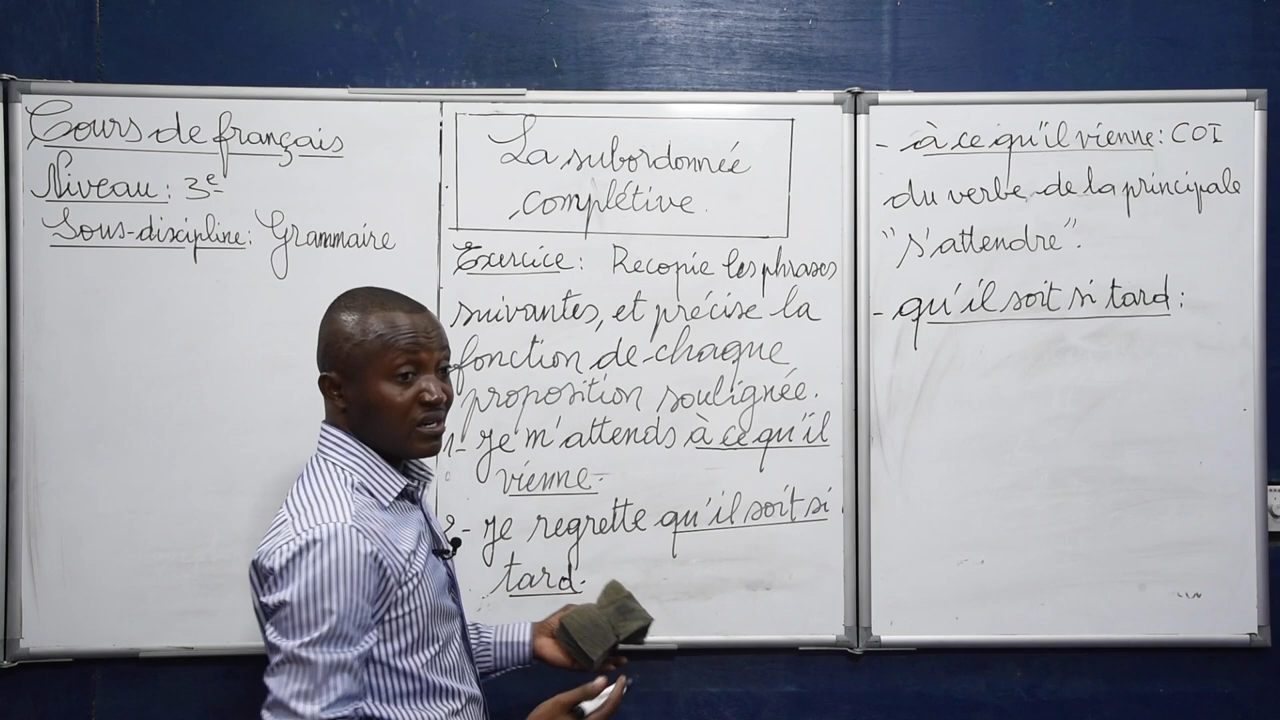 Cours de français
Niveau : 3e
Sous-discipline : Grammaire
La subordonnée
complétive.
Exercice : Recopie les phrases
suivantes, et précise la
fonction de chaque
proposition soulignée.
1- Je m'attends à ce qu'il
vienne.
2- Je regrette qu'il soit si
tard.
- à ce qu'il vienne : COI
du verbe de la principale
"s'attendre".
- qu'il soit si tard :